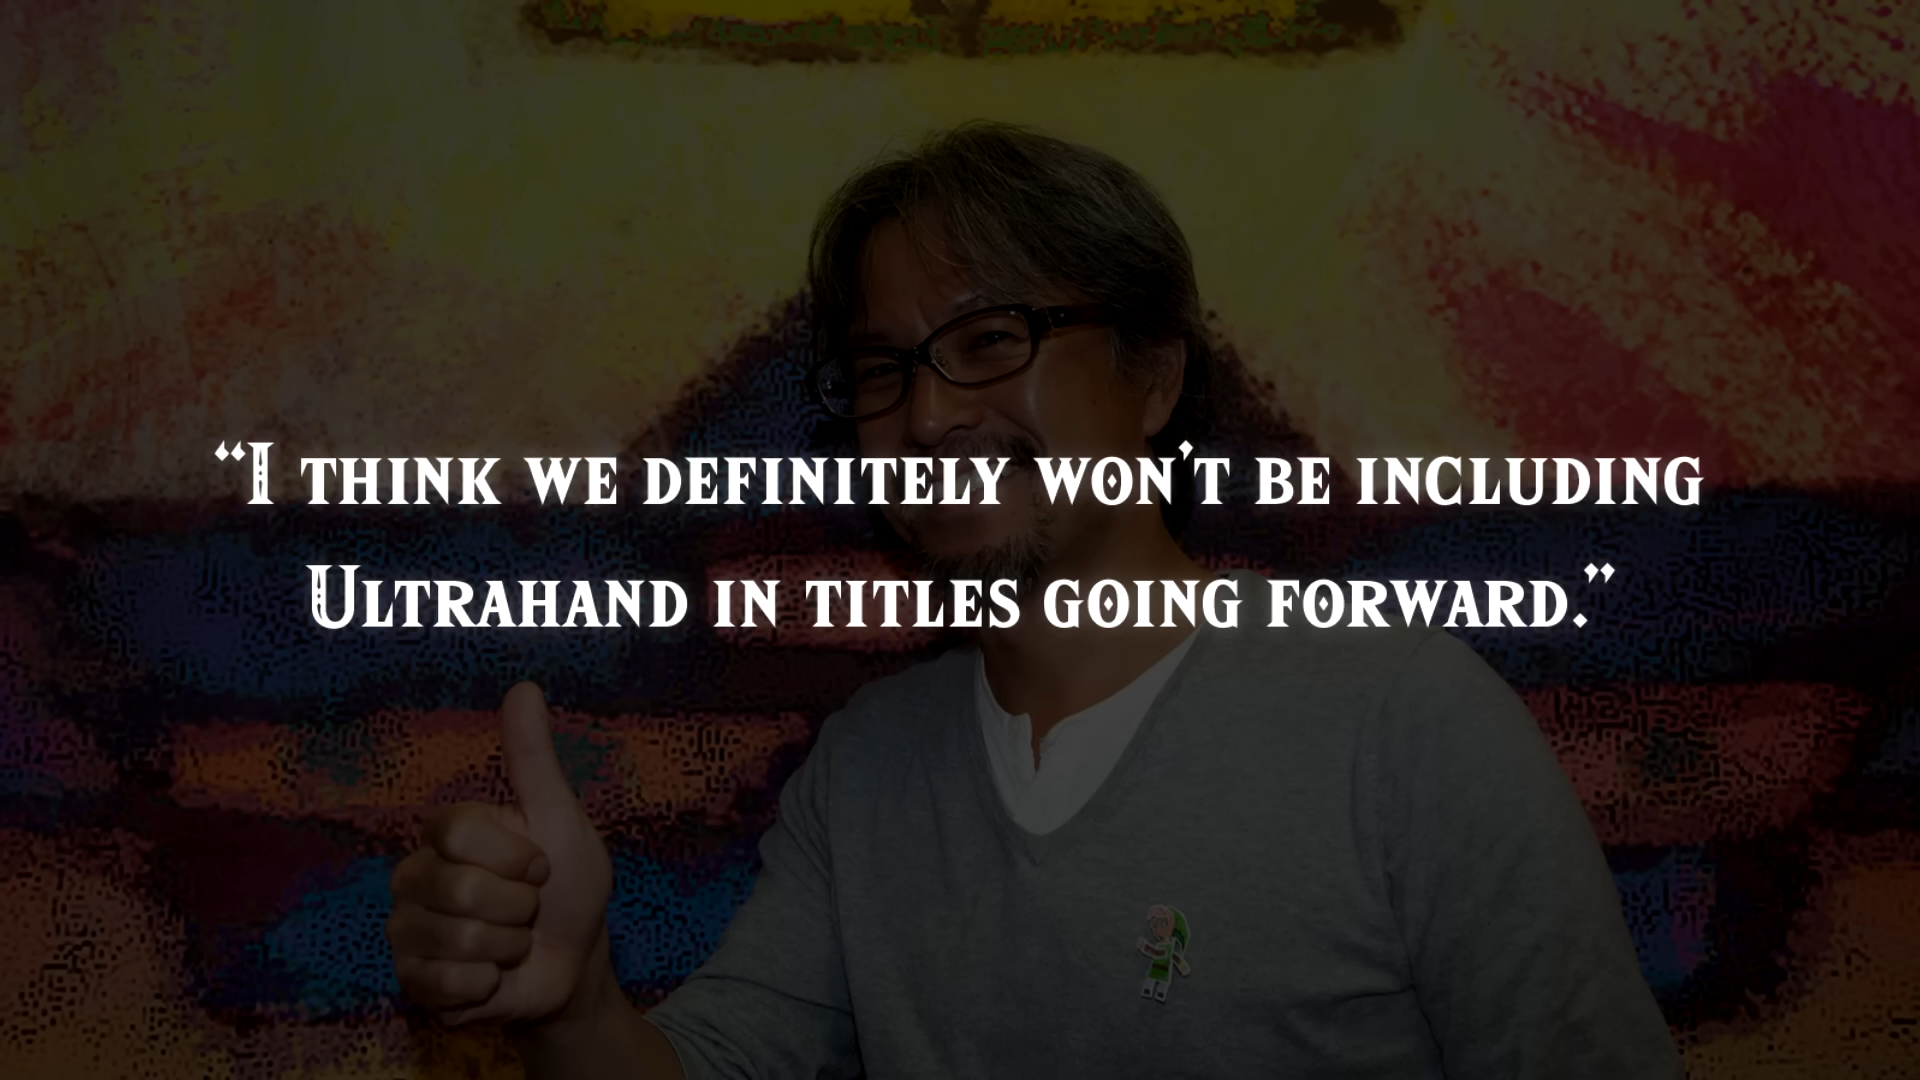 “I think we definitely won’t be including
Ultrahand in titles going forward.”